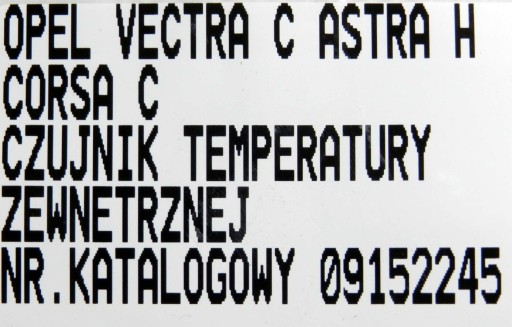 OPEL VECTRA C ASTRA H
CORSA C
CZUJNIK TEMPERATURY
ZEWNETRZNEJ
NR.KATALOGOWY 09152245